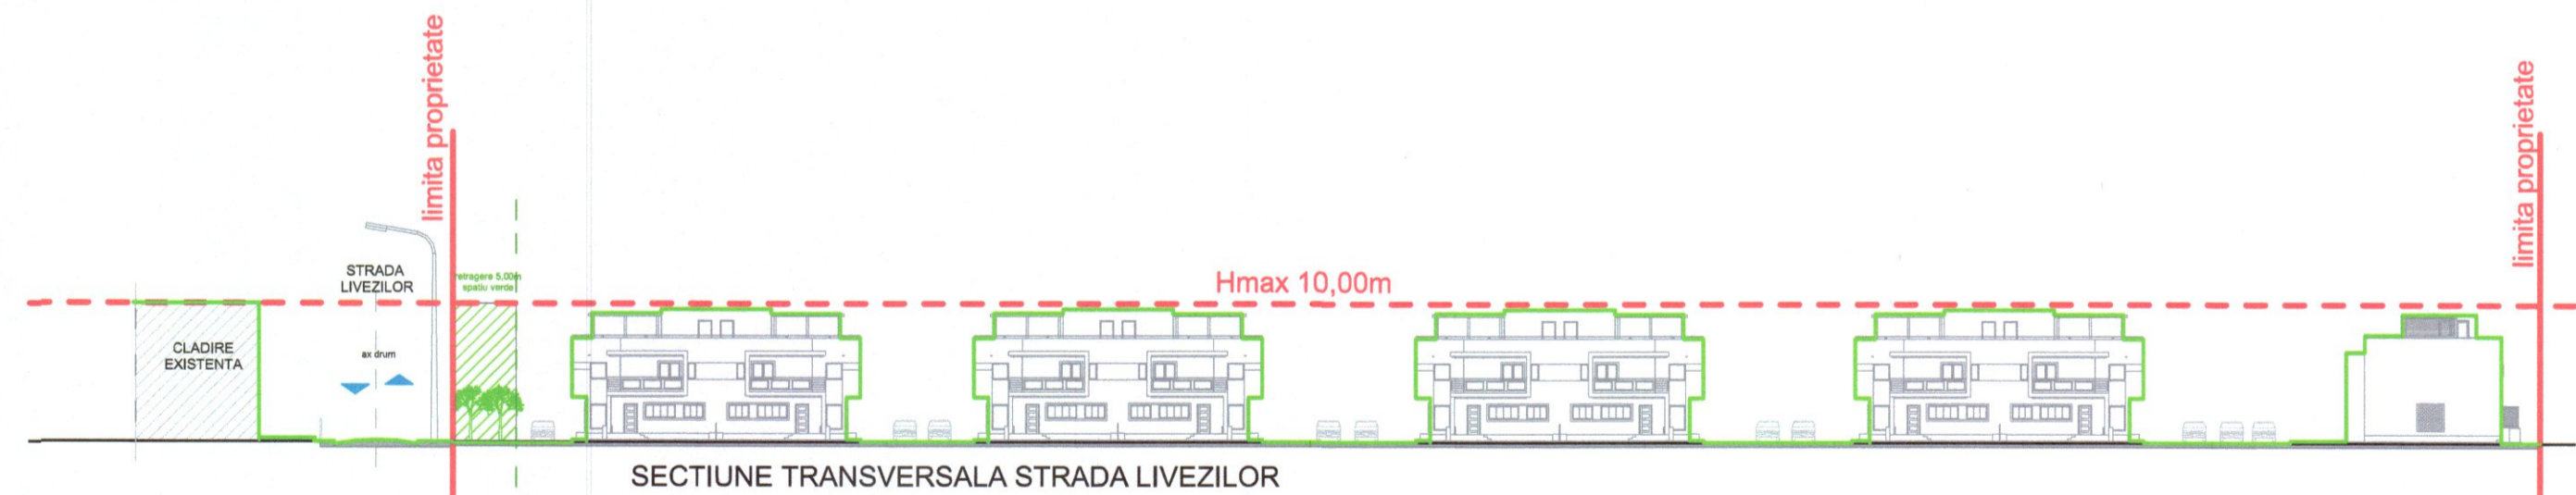 limita proprietate
limita proprietate
STRADA
LIVEZILOR
retragere 5,00m
spatiu verde
Hmax 10,00m
CLADIRE
EXISTENTA
ax drum
SECTIUNE TRANSVERSALA STRADA LIVEZILOR